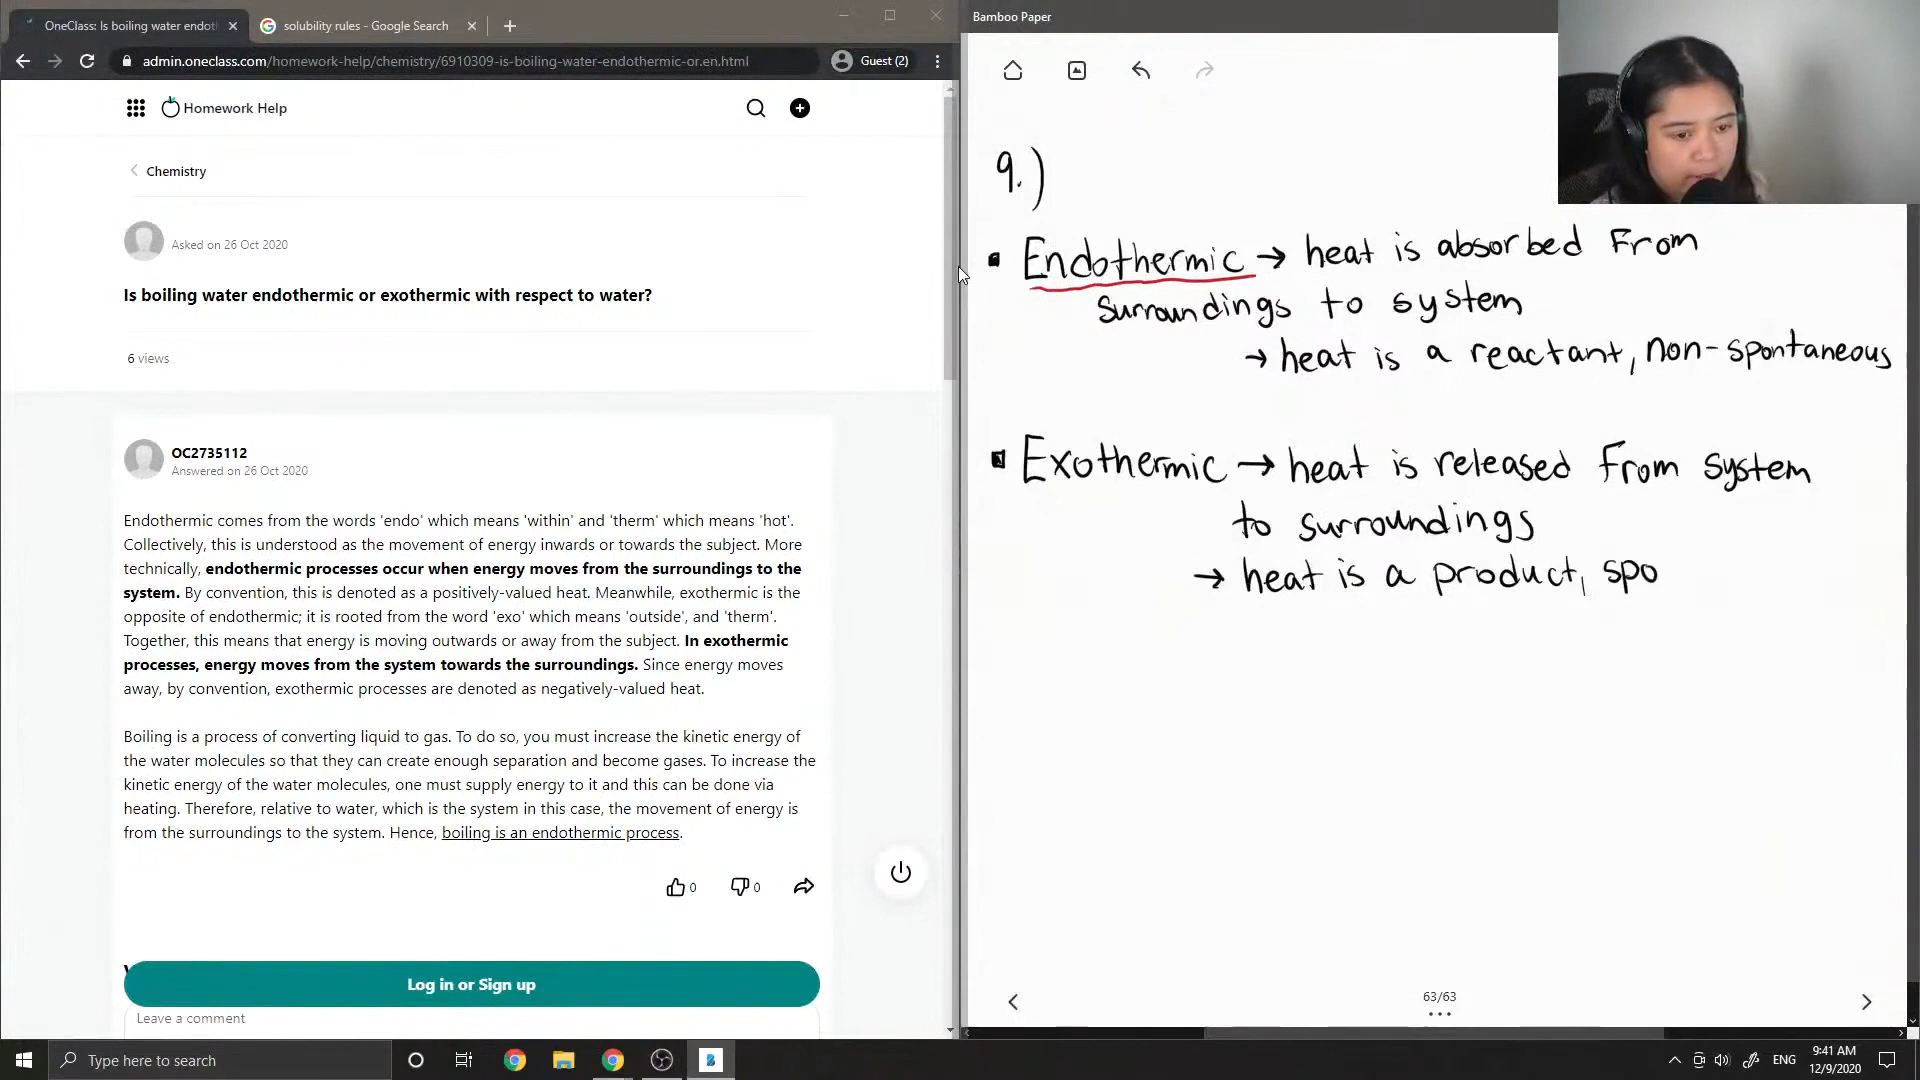 OneClass: Is boiling water endot
solubility rules - Google Search
admin.oneclass.com/homework-help/chemistry/6910309-is-boiling-water-endothermic-or.en.html
Guest (2)
Homework Help
Chemistry
Asked on 26 Oct 2020
Is boiling water endothermic or exothermic with respect to water?
6 views
OC2735112
Answered on 26 Oct 2020
Endothermic comes from the words 'endo' which means 'within' and 'therm' which means 'hot'.
Collectively, this is understood as the movement of energy inwards or towards the subject. More
technically, endothermic processes occur when energy moves from the surroundings to the
system. By convention, this is denoted as a positively-valued heat. Meanwhile, exothermic is the
opposite of endothermic; it is rooted from the word 'exo' which means 'outside', and 'therm'.
Together, this means that energy is moving outwards or away from the subject. In exothermic
processes, energy moves from the system towards the surroundings. Since energy moves
away, by convention, exothermic processes are denoted as negatively-valued heat.
Boiling is a process of converting liquid to gas. To do so, you must increase the kinetic energy of
the water molecules so that they can create enough separation and become gases. To increase the
kinetic energy of the water molecules, one must supply energy to it and this can be done via
heating. Therefore, relative to water, which is the system in this case, the movement of energy is
from the surroundings to the system. Hence, boiling is an endothermic process.
0
0
Log in or Sign up
Leave a comment
Bamboo Paper
9.)
Endothermic → heat is absorbed from
surroundings to system
→ heat is a reactant, non-spontaneous
Exothermic → heat is released from system
to surroundings
→ heat is a product, spo
63/63
Type here to search
ENG
9:41 AM
12/9/2020